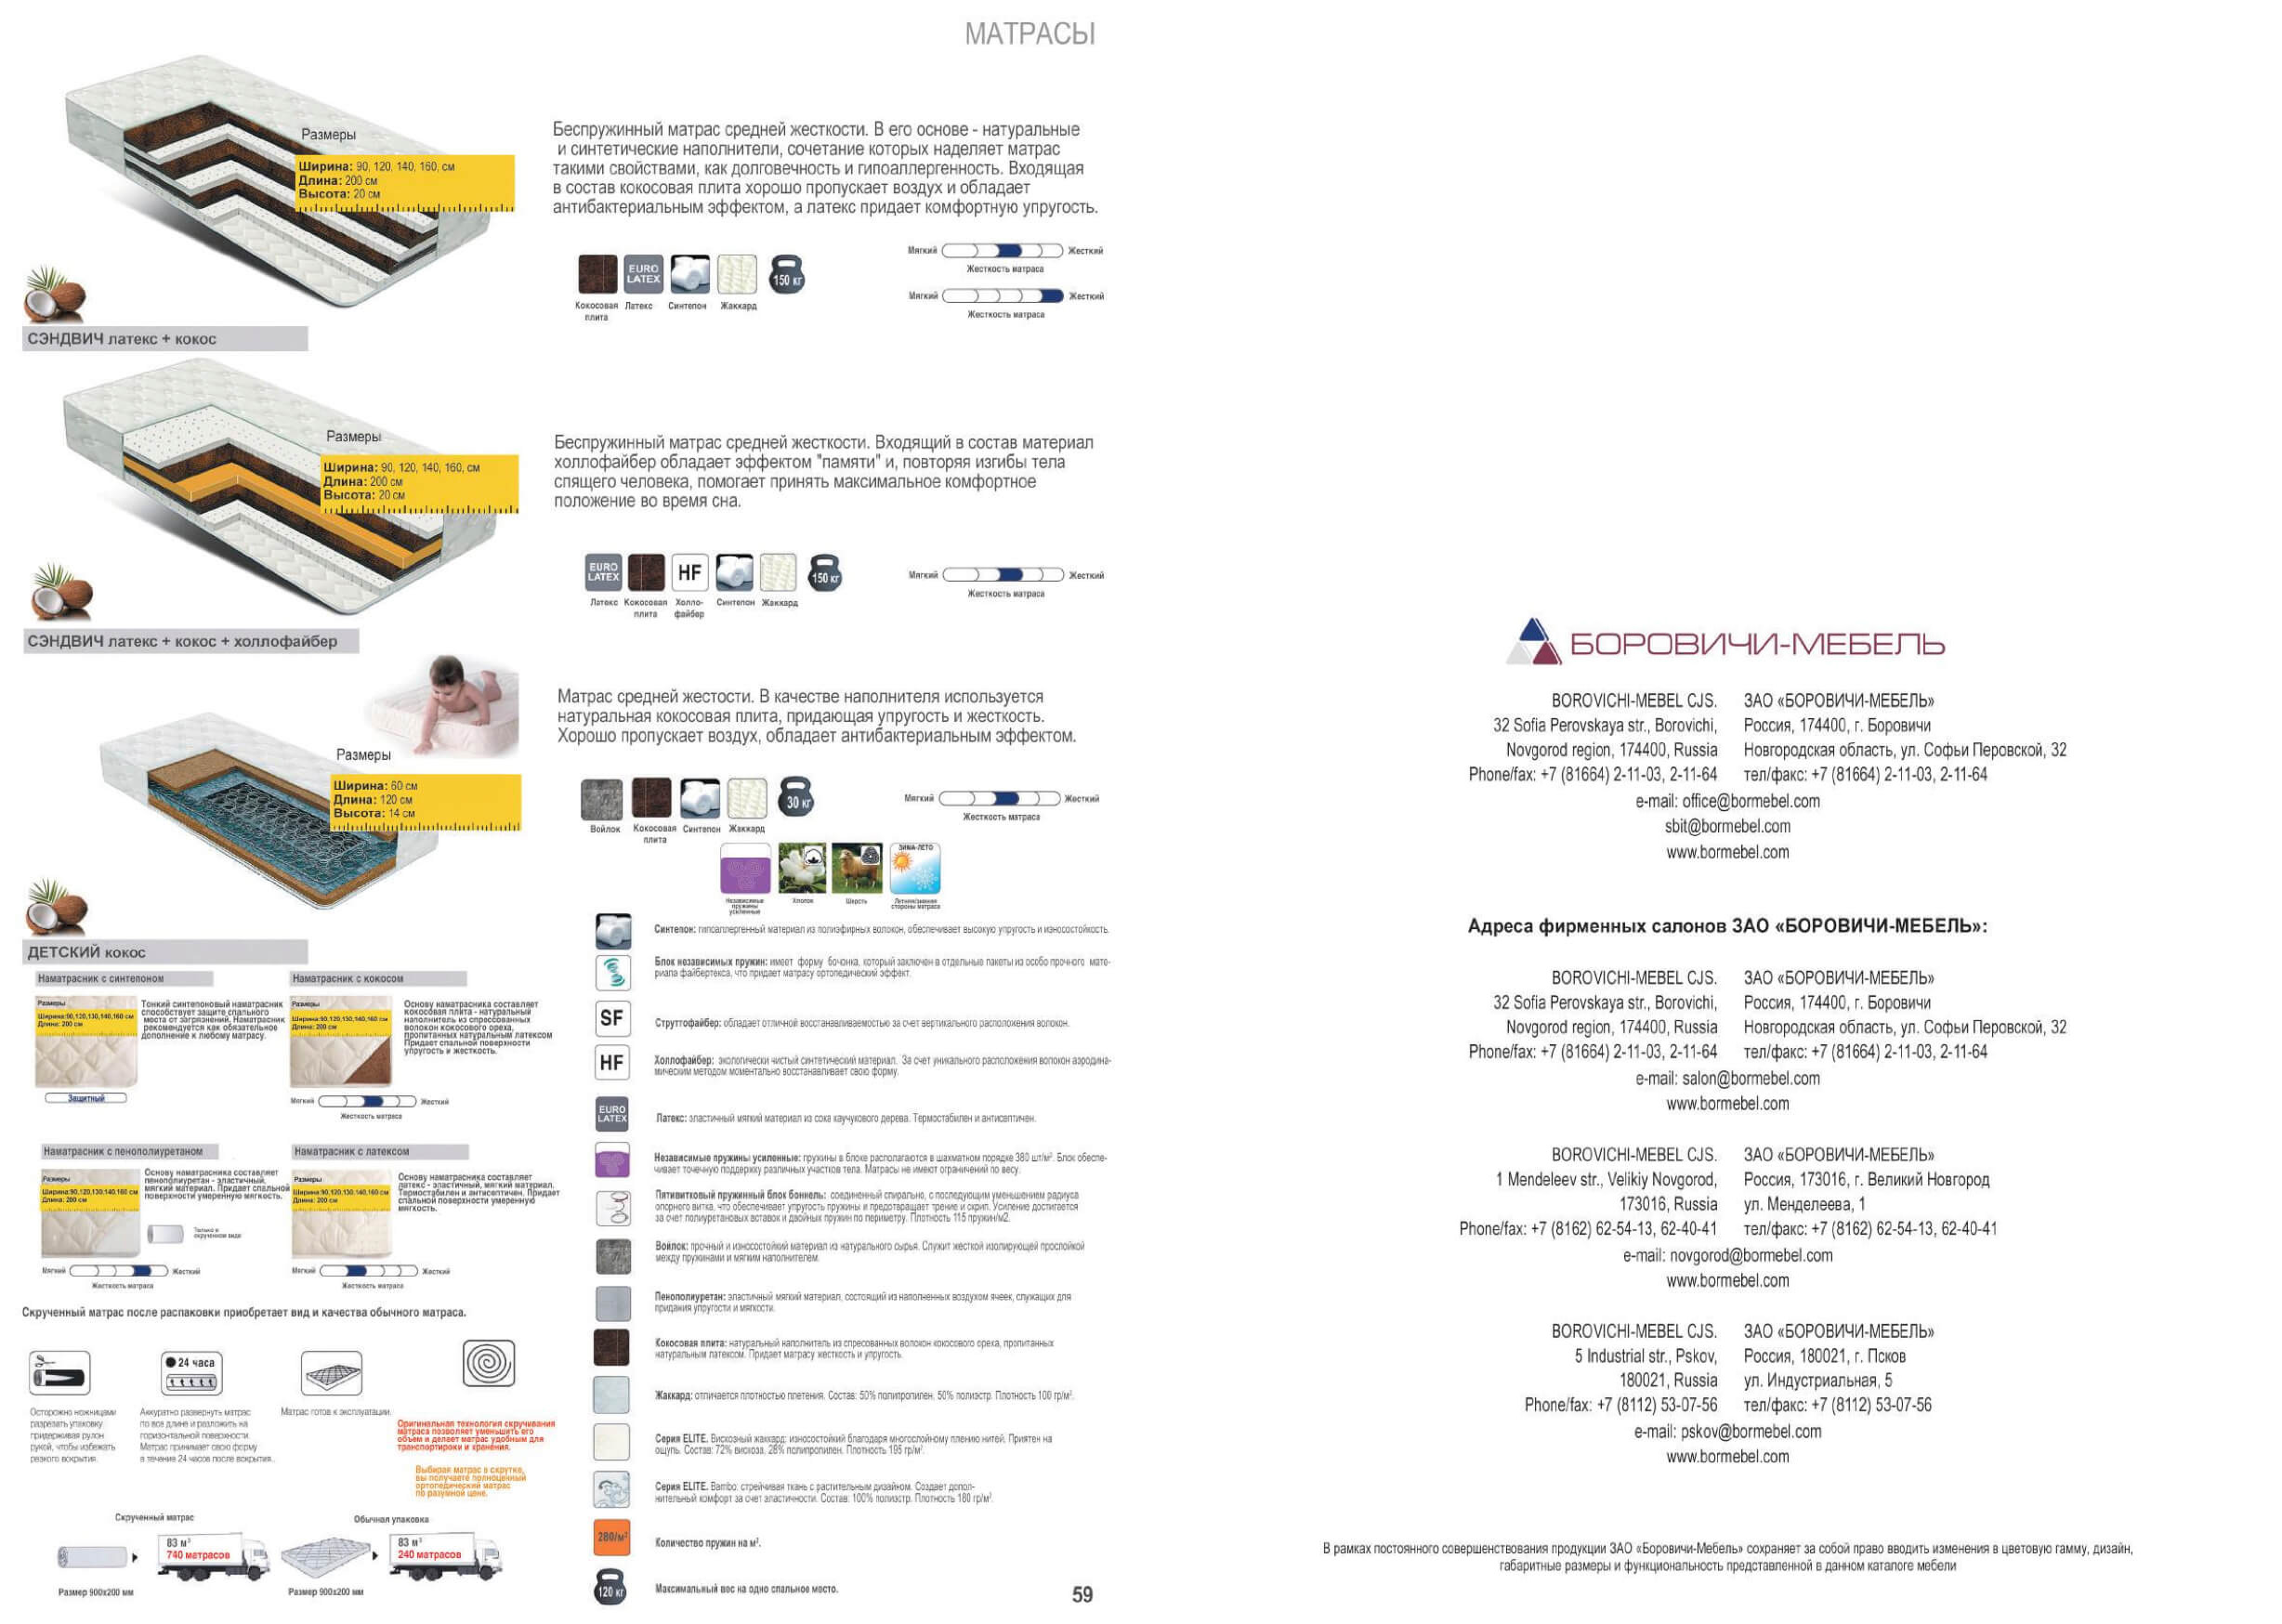 МАТРАСЫ
Размеры
Ширина: 90, 120, 140, 160, см
Длина: 200 см
Высота: 20 см
СЭНДВИЧ латекс + кокос
Беспружинный матрас средней жесткости. В его основе - натуральные
и синтетические наполнители, сочетание которых наделяет матрас
такими свойствами, как долговечность и гипоаллергенность. Входящая
в состав кокосовая плита хорошо пропускает воздух и обладает
антибактериальным эффектом, а латекс придает комфортную упругость.
EURO
LATEX
150 кг
Кокосовая Латекс Синтепон Жаккард
плита
Мягкий Жесткий
Жесткость матраса
Мягкий Жесткий
Жесткость матраса
Размеры
Ширина: 90, 120, 140, 160, см
Длина: 200 см
Высота: 20 см
СЭНДВИЧ латекс + кокос + холлофайбер
Беспружинный матрас средней жесткости. Входящий в состав материал
холлофайбер обладает эффектом "памяти" и, повторяя изгибы тела
спящего человека, помогает принять максимальное комфортное
положение во время сна.
EURO
LATEX
HF
150 кг
Латекс Кокосовая Холло- Синтепон Жаккард
плита файбер
Мягкий Жесткий
Жесткость матраса
Размеры
Ширина: 60 см
Длина: 120 см
Высота: 14 см
ДЕТСКИЙ кокос
Матрас средней жестости. В качестве наполнителя используется
натуральная кокосовая плита, придающая упругость и жесткость.
Хорошо пропускает воздух, обладает антибактериальным эффектом.
30 кг
Войлок Кокосовая Синтепон Жаккард
плита
Мягкий Жесткий
Жесткость матраса
ЗИМА-ЛЕТО
Независимые
пружины
усиленные
Хлопок
Шерсть
Летняя/зимняя
стороны матраса
Наматрасник с синтепоном
Размеры
Ширина:90,120,130,140,160 см
Длина: 200 см
Тонкий синтепоновый наматрасник
способствует защите спального
места от загрязнений. Наматрасник
рекомендуется как обязательное
дополнение к любому матрасу.
Защитный
Наматрасник с кокосом
Размеры
Ширина:90,120,130,140,160 см
Длина: 200 см
Основу наматрасника составляет
кокосовая плита - натуральный
наполнитель из спрессованных
волокон кокосового ореха,
пропитанных натуральным латексом
Придает спальной поверхности
упругость и жесткость.
Мягкий Жесткий
Жесткость матраса
Наматрасник с пенополиуретаном
Размеры
Ширина:90,120,130,140,160 см
Длина: 200 см
Основу наматрасника составляет
пенополиуретан - эластичный,
мягкий материал. Придает спальной
поверхности умеренную мягкость.
Только в
скрученном виде
Мягкий Жесткий
Жесткость матраса
Наматрасник с латексом
Размеры
Ширина:90,120,130,140,160 см
Длина: 200 см
Основу наматрасника составляет
латекс - эластичный, мягкий материал.
Термостабилен и антисептичен. Придает
спальной поверхности умеренную
мягкость.
Мягкий Жесткий
Жесткость матраса
Скрученный матрас после распаковки приобретает вид и качества обычного матраса.
24 часа
Осторожно ножницами
разрезать упаковку
придерживая рулон
рукой, чтобы избежать
резкого вскрытия.
Аккуратно развернуть матрас
по все длине и разложить на
горизонтальной поверхности.
Матрас принимает свою форму
в течение 24 часов после вскрытия.
Матрас готов к эксплуатации.
Оригинальная технология скручивания
матраса позволяет уменьшить его
объем и делает матрас удобным для
транспортироки и хранения.
Выбирая матрас в скрутке,
вы получаете полноценный
ортопедический матрас
по разумной цене.
Скрученный матрас
83 м³
740 матрасов
Размер 900х200 мм
Обычная упаковка
83 м³
240 матрасов
Размер 900х200 мм
Синтепон: гипоаллергенный материал из полиэфирных волокон, обеспечивает высокую упругость и износостойкость.
Блок независимых пружин: имеет форму бочонка, который заключен в отдельные пакеты из особо прочного мате-
риала файбертекса, что придает матрасу ортопедический эффект.
SF
Струттофайбер: обладает отличной восстанавливаемостью за счет вертикального расположения волокон.
HF
Холлофайбер: экологически чистый синтетический материал. За счет уникального расположения волокон аэродина-
мическим методом моментально восстанавливает свою форму.
EURO
LATEX
Латекс: эластичный мягкий материал из сока каучукового дерева. Термостабилен и антисептичен.
Независимые пружины усиленные: пружины в блоке располагаются в шахматном порядке 380 шт/м². Блок обеспе-
чивает точечную поддержку различных участков тела. Матрасы не имеют ограничений по весу.
Пятивитковый пружинный блок боннель: соединенный спирально, с последующим уменьшением радиуса
опорного витка, что обеспечивает упругость пружины и предотвращает трение и скрип. Усиление достигается
за счет полиуретановых вставок и двойных пружин по периметру. Плотность 115 пружин/м2.
Войлок: прочный и износостойкий материал из натурального сырья. Служит жесткой изолирующей прослойкой
между пружинами и мягким наполнителем.
Пенополиуретан: эластичный мягкий материал, состоящий из наполненных воздухом ячеек, служащих для
придания упругости и мягкости.
Кокосовая плита: натуральный наполнитель из спресованных волокон кокосового ореха, пропитанных
натуральным латексом. Придает матрасу жесткость и упругость.
Жаккард: отличается плотностью плетения. Состав: 50% полипропилен, 50% полиэстр. Плотность 100 гр/м².
Серия ELITE. Вискозный жаккард: износостойкий благодаря многослойному плению нитей. Приятен на
ощупь. Состав: 72% вискоза, 28% полипропилен. Плотность 195 гр/м².
Серия ELITE. Bambo: стрейчивая ткань с растительным дизайном. Создает допол-
нительный комфорт за счет эластичности. Состав: 100% полиэстр. Плотность 180 гр/м².
280/м²
Количество пружин на м².
120 кг
Максимальный вес на одно спальное место.
59
БОРОВИЧИ-МЕБЕЛЬ
BOROVICHI-MEBEL CJS. ЗАО «БОРОВИЧИ-МЕБЕЛЬ»
32 Sofia Perovskaya str., Borovichi, Россия, 174400, г. Боровичи
Novgorod region, 174400, Russia Новгородская область, ул. Софьи Перовской, 32
Phone/fax: +7 (81664) 2-11-03, 2-11-64 тел/факс: +7 (81664) 2-11-03, 2-11-64
e-mail: office@bormebel.com
sbit@bormebel.com
www.bormebel.com
Адреса фирменных салонов ЗАО «БОРОВИЧИ-МЕБЕЛЬ»:
BOROVICHI-MEBEL CJS. ЗАО «БОРОВИЧИ-МЕБЕЛЬ»
32 Sofia Perovskaya str., Borovichi, Россия, 174400, г. Боровичи
Novgorod region, 174400, Russia Новгородская область, ул. Софьи Перовской, 32
Phone/fax: +7 (81664) 2-11-03, 2-11-64 тел/факс: +7 (81664) 2-11-03, 2-11-64
e-mail: salon@bormebel.com
www.bormebel.com
BOROVICHI-MEBEL CJS. ЗАО «БОРОВИЧИ-МЕБЕЛЬ»
1 Mendeleev str., Velikiy Novgorod, Россия, 173016, г. Великий Новгород
173016, Russia ул. Менделеева, 1
Phone/fax: +7 (8162) 62-54-13, 62-40-41 тел/факс: +7 (8162) 62-54-13, 62-40-41
e-mail: novgorod@bormebel.com
www.bormebel.com
BOROVICHI-MEBEL CJS. ЗАО «БОРОВИЧИ-МЕБЕЛЬ»
5 Industrial str., Pskov, Россия, 180021, г. Псков
180021, Russia ул. Индустриальная, 5
Phone/fax: +7 (8112) 53-07-56 тел/факс: +7 (8112) 53-07-56
e-mail: pskov@bormebel.com
www.bormebel.com
В рамках постоянного совершенствования продукции ЗАО «Боровичи-Мебель» сохраняет за собой право вводить изменения в цветовую гамму, дизайн,
габаритные размеры и функциональность представленной в данном каталоге мебели